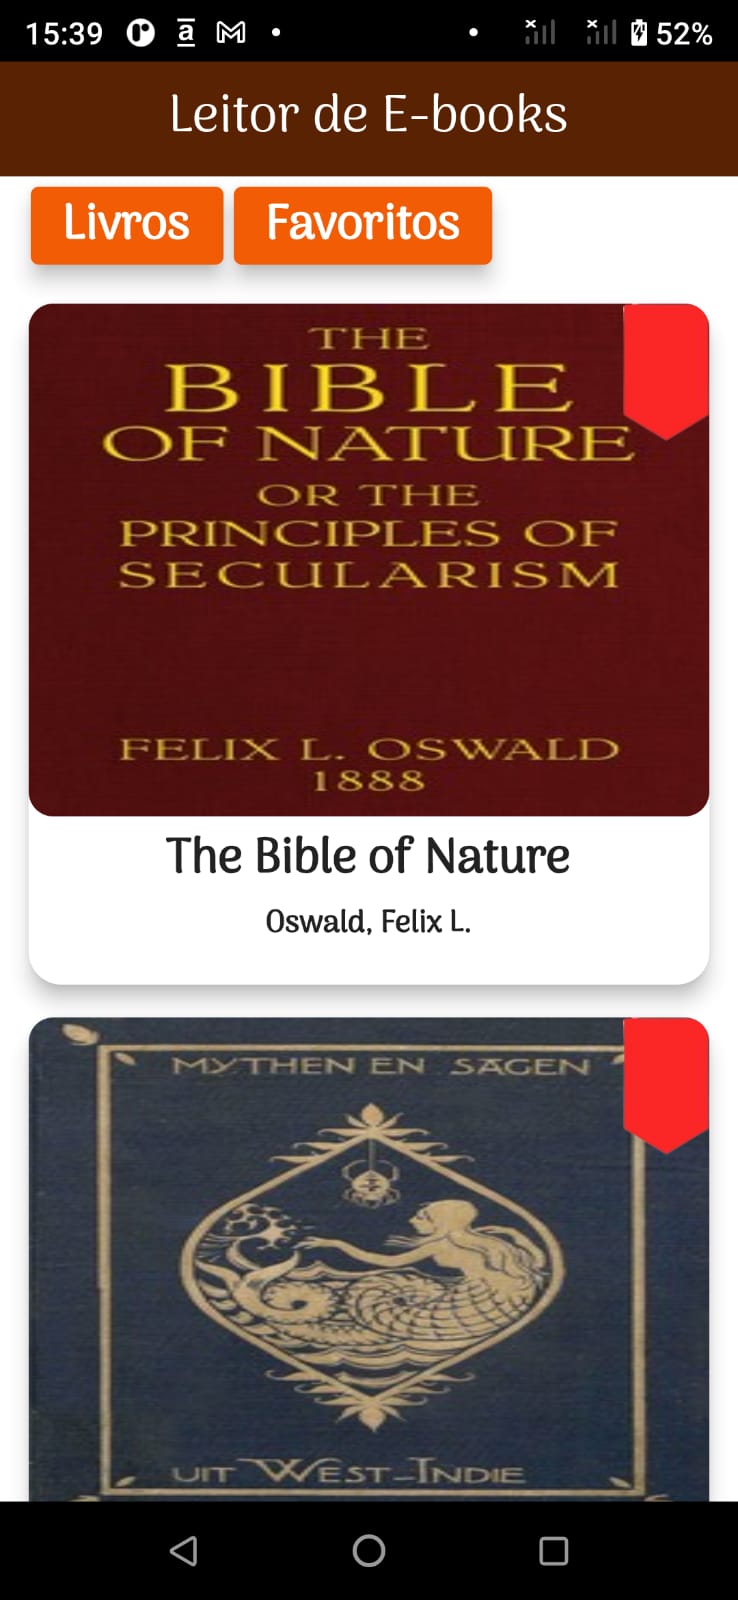 15:39 52%
Leitor de E-books
Livros Favoritos
THE
BIBLE
OF NATURE
OR THE
PRINCIPLES OF
SECULARISM
FELIX L. OSWALD
1888
The Bible of Nature
Oswald, Felix L.
MYTHEN EN SAGEN
UIT WEST-INDIE